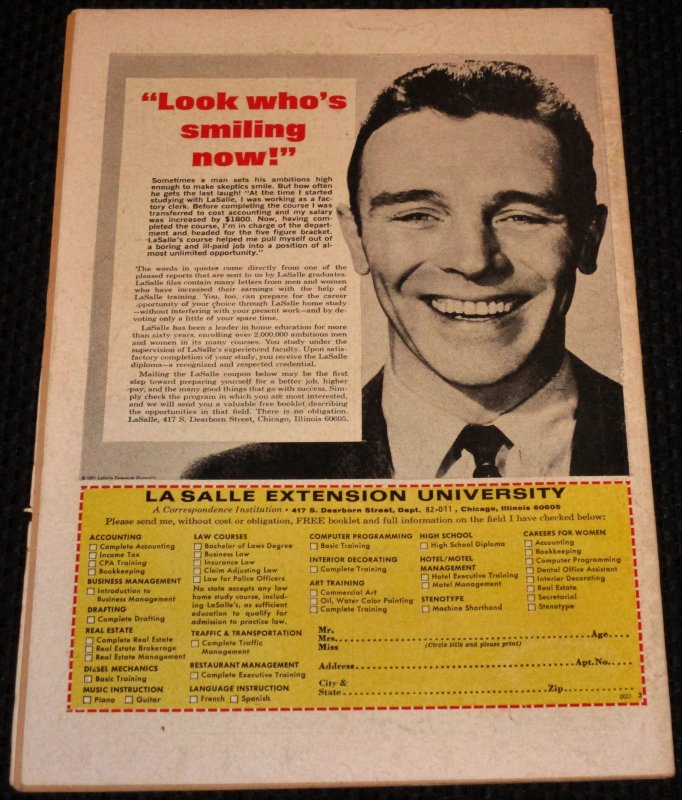 “Look who’s
smiling
now!”
Sometimes a man sets his ambitions high
enough to make skeptics smile. But how often
he gets the last laugh! “At the time I started
studying with LaSalle, I was working as a fac-
tory clerk. Before completing the course I was
transferred to cost accounting and my salary
was increased by $1800. Now, having com-
pleted the course, I’m in charge of the depart-
ment and headed for the five figure bracket.
LaSalle’s course helped me pull myself out of
a boring and ill-paid job into a position of al-
most unlimited opportunity.”
The words in quotes come directly from one of the
pleased reports that are sent to us by LaSalle graduates.
LaSalle files contain many letters from men and women
who have increased their earnings with the help of
LaSalle training. You, too, can prepare for the career
opportunity of your choice through LaSalle home study
—without interfering with your present work—and by de-
voting only a little of your spare time.
LaSalle has been a leader in home education for more
than sixty years, enrolling over 2,000,000 ambitious men
and women in its many courses. You study under the
supervision of LaSalle’s experienced faculty. Upon satis-
factory completion of your study, you receive the LaSalle
diploma—a recognized and respected credential.
Mailing the LaSalle coupon below may be the first
step toward preparing yourself for a better job, higher
pay, and the many good things that go with success. Sim-
ply check the program in which you are most interested,
and we will send you a valuable free booklet describing
the opportunities in that field. There is no obligation.
LaSalle, 417 S. Dearborn Street, Chicago, Illinois 60605.
© 1971 LaSalle Extension University
LA SALLE EXTENSION UNIVERSITY
A Correspondence Institution • 417 S. Dearborn Street, Dept. 82-011, Chicago, Illinois 60605
Please send me, without cost or obligation, FREE booklet and full information on the field I have checked below:
ACCOUNTING
Complete Accounting
Income Tax
CPA Training
Bookkeeping
BUSINESS MANAGEMENT
Introduction to
Business Management
DRAFTING
Complete Drafting
REAL ESTATE
Complete Real Estate
Real Estate Brokerage
Real Estate Management
DIESEL MECHANICS
Basic Training
MUSIC INSTRUCTION
Piano Guitar
LAW COURSES
Bachelor of Laws Degree
Business Law
Insurance Law
Claim Adjusting Law
Law for Police Officers
No state accepts any law
home study course, includ-
ing LaSalle’s, as sufficient
education to qualify for
admission to practice law.
TRAFFIC & TRANSPORTATION
Complete Traffic
Management
RESTAURANT MANAGEMENT
Complete Executive Training
LANGUAGE INSTRUCTION
French Spanish
COMPUTER PROGRAMMING
Basic Training
INTERIOR DECORATING
Complete Training
ART TRAINING
Commercial Art
Oil, Water Color Painting
Complete Training
HIGH SCHOOL
High School Diploma
HOTEL/MOTEL
MANAGEMENT
Hotel Executive Training
Motel Management
STENOTYPE
Machine Shorthand
CAREERS FOR WOMEN
Accounting
Bookkeeping
Computer Programming
Dental Office Assistant
Interior Decorating
Real Estate
Secretarial
Stenotype
Mr.
Mrs. Age
Miss (Circle title and please print)
Address Apt. No.
City &
State Zip
3